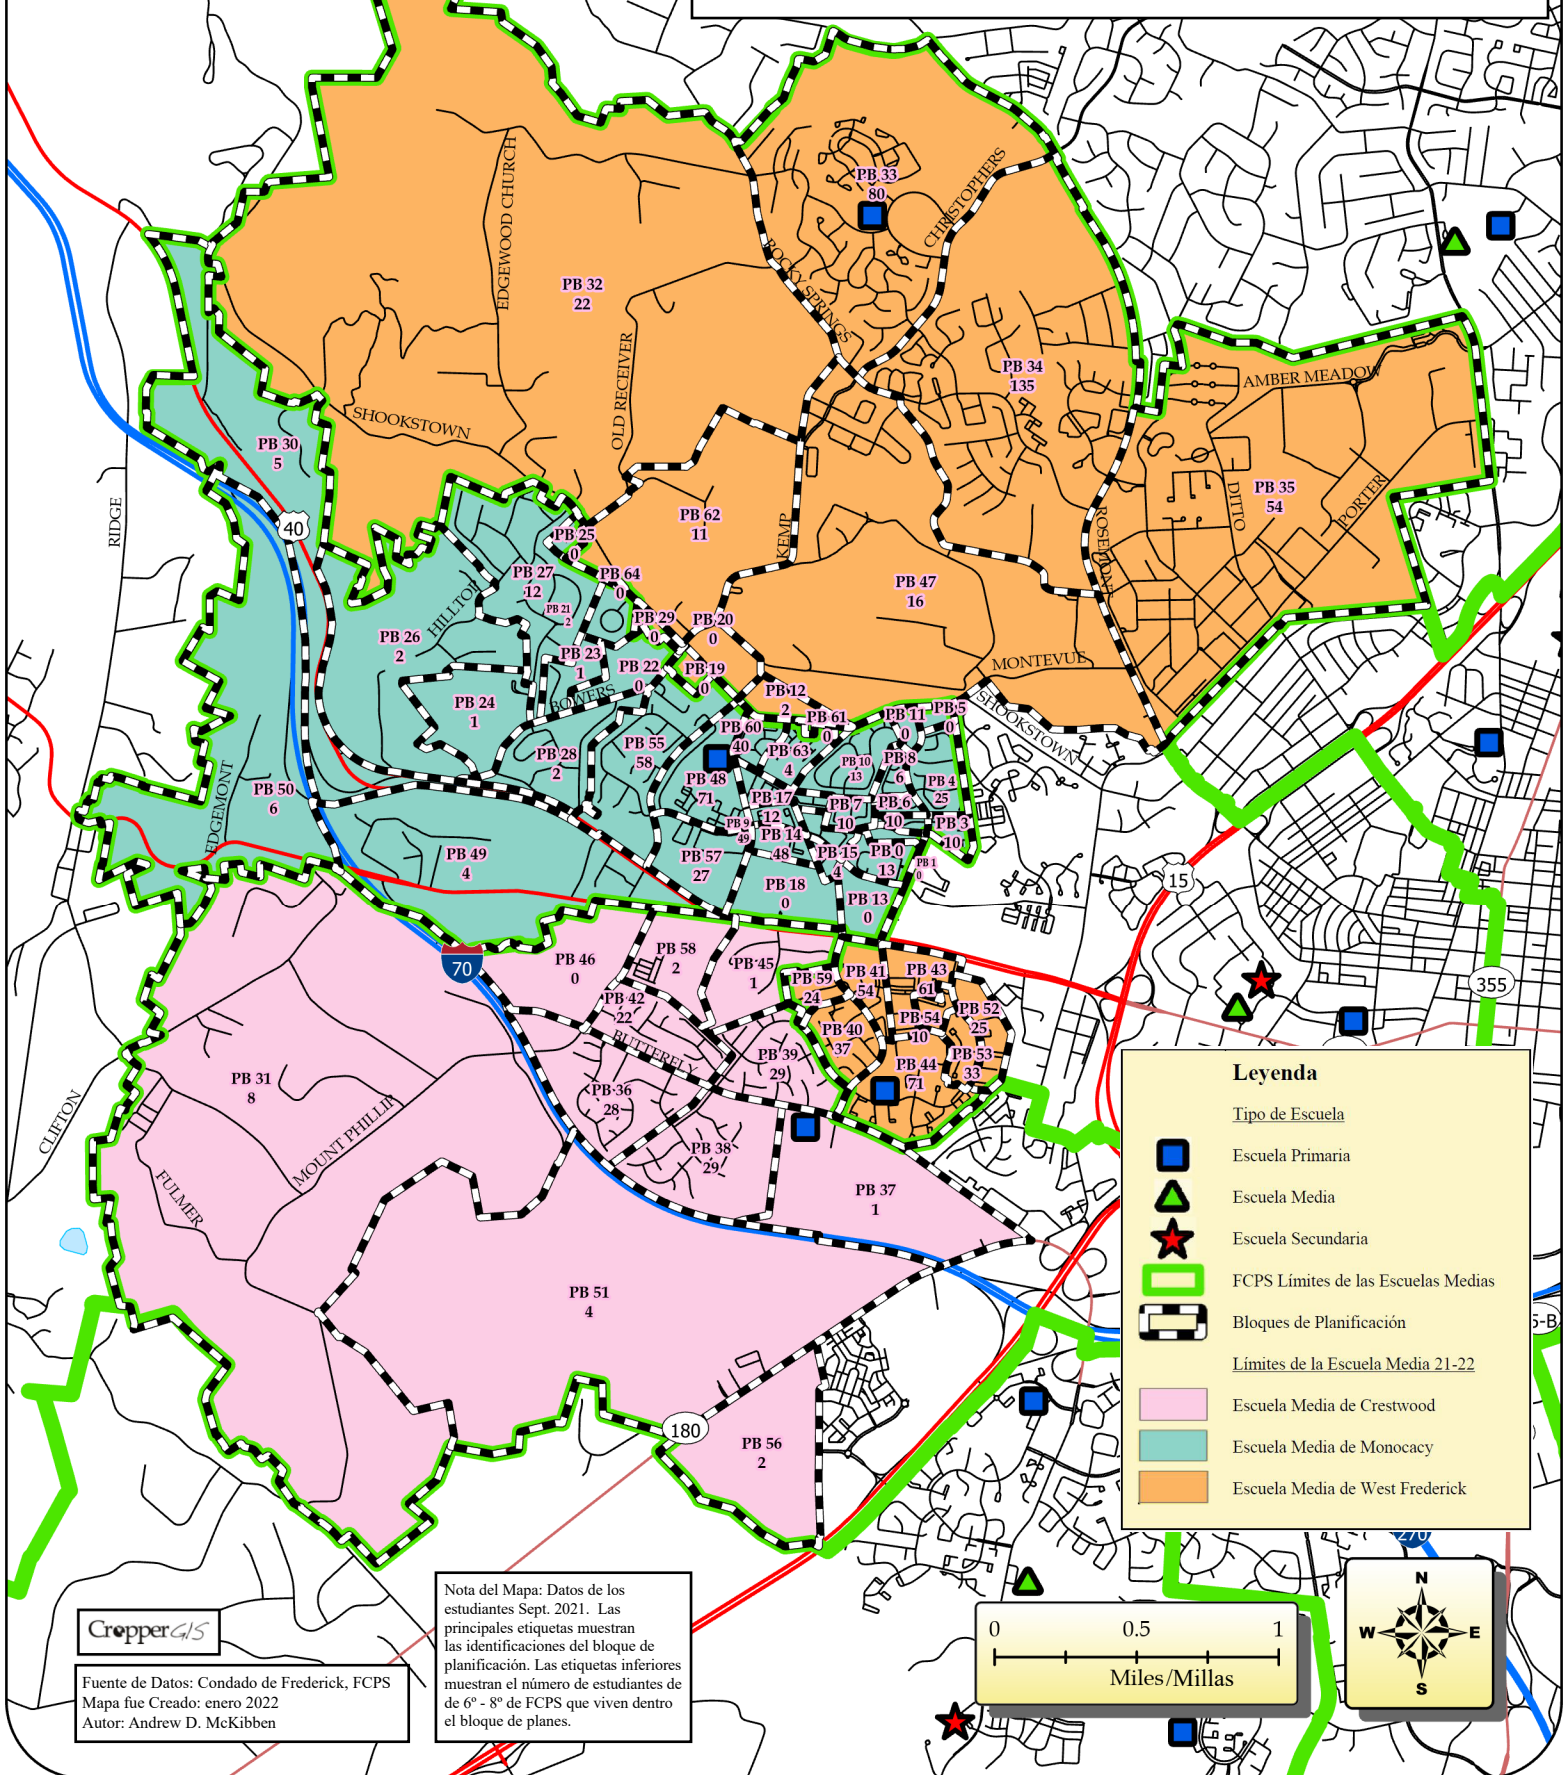 PB 33
80
CHRISTOPHERS
EDGEWOOD CHURCH
ROCKY SPRINGS
PB 32
22
OLD RECEIVER
PB 34
135
AMBER MEADOW
SHOOKSTOWN
PB 30
5
RIDGE
40
PB 35
54
DITTO
PORTER
PB 62
11
KEMP
ROSEMONT
PB 25
0
PB 27
12
PB 64
0
PB 47
16
PB 21
2
HILLTOP
PB 29
0
PB 20
0
PB 26
2
PB 23
1
PB 22
0
PB 19
0
MONTEVUE
BOWERS
PB 24
1
PB 12
2
SHOOKSTOWN
PB 61
0
PB 11
0
PB 5
0
PB 60
40
PB 55
58
PB 28
2
PB 63
4
PB 10
13
PB 8
6
PB 50
6
EDGEMONT
PB 48
71
PB 4
25
PB 17
12
PB 7
10
PB 6
10
PB 9
49
PB 14
48
PB 3
10
PB 49
4
PB 57
27
PB 15
4
PB 0
13
PB 1
0
15
PB 18
0
PB 13
0
70
PB 46
0
PB 58
2
PB 45
1
PB 59
24
PB 41
54
PB 43
61
355
PB 42
22
PB 52
25
PB 54
10
PB 40
37
BUTTERFLY
PB 39
29
PB 53
33
PB 44
71
PB 31
8
PB 36
28
CLIFTON
MOUNT PHILLIP
PB 38
29
FULMER
PB 37
1
PB 51
4
180
PB 56
2
Leyenda
Tipo de Escuela
Escuela Primaria
Escuela Media
Escuela Secundaria
FCPS Límites de las Escuelas Medias
Bloques de Planificación
Límites de la Escuela Media 21-22
Escuela Media de Crestwood
Escuela Media de Monocacy
Escuela Media de West Frederick
270
CropperGIS
Fuente de Datos: Condado de Frederick, FCPS
Mapa fue Creado: enero 2022
Autor: Andrew D. McKibben
Nota del Mapa: Datos de los
estudiantes Sept. 2021. Las
principales etiquetas muestran
las identificaciones del bloque de
planificación. Las etiquetas inferiores
muestran el número de estudiantes de
de 6º - 8º de FCPS que viven dentro
el bloque de planes.
0 0.5 1
Miles/Millas
N
W E
S